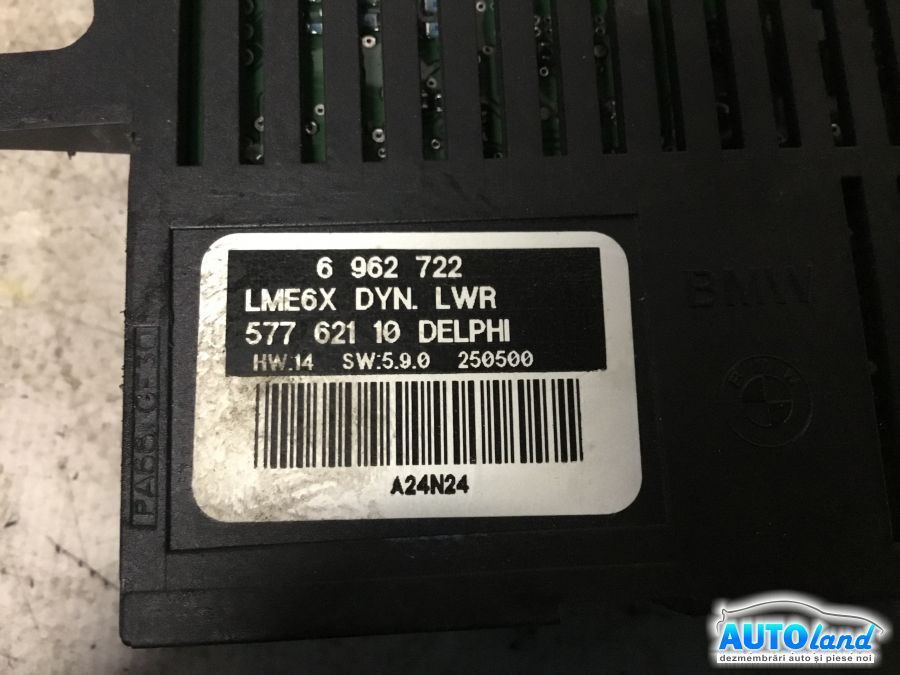 6 962 722
LME6X DYN. LWR
577 621 10 DELPHI
HW.14 SW:5.9.0 250500
A24N24
BMW
BMW
AUTOland
dezmembrări auto și piese noi